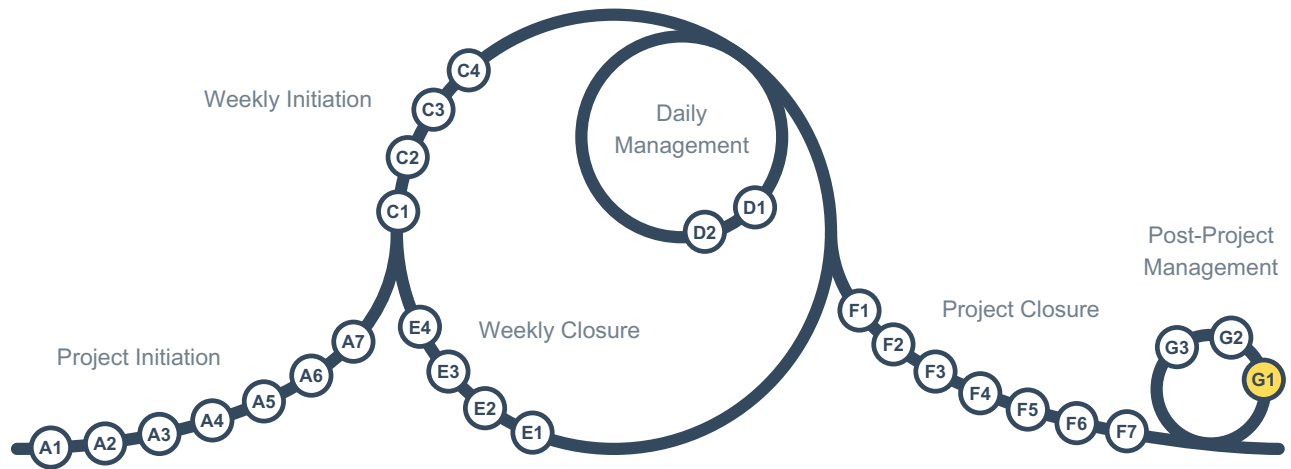 Weekly Initiation
C4
C3
C2
C1
Daily
Management
D1
D2
Post-Project
Management
Project Initiation
A1
A2
A3
A4
A5
A6
A7
Weekly Closure
E4
E3
E2
E1
Project Closure
F1
F2
F3
F4
F5
F6
F7
G3
G2
G1